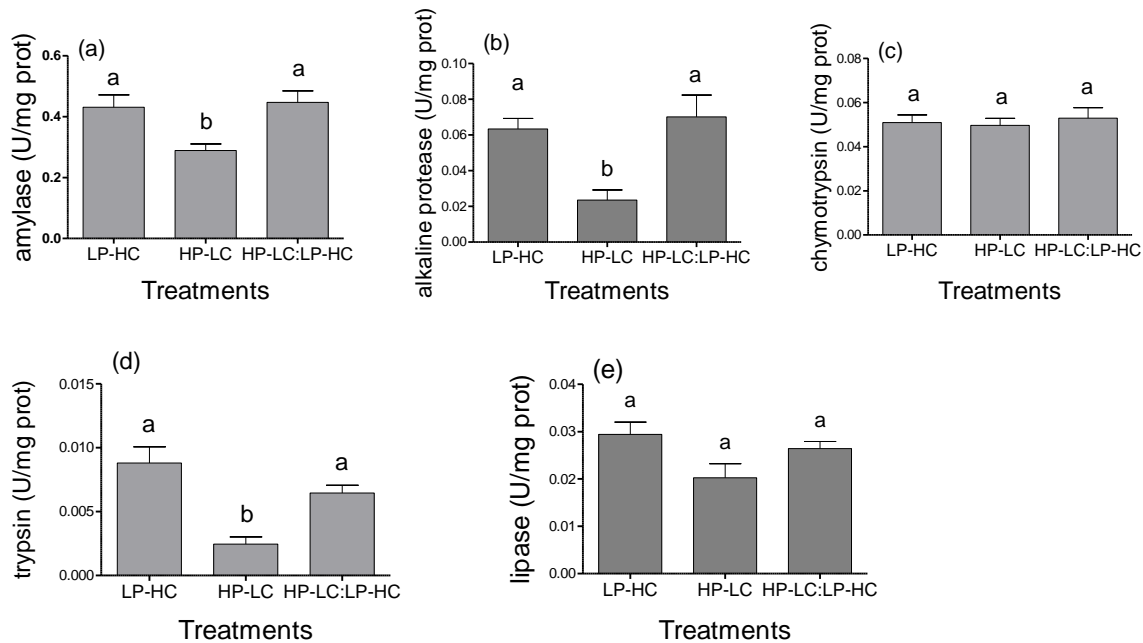 (a)
amylase (U/mg prot)
0.6
0.4
0.2
0.0
a
b
a
LP-HC HP-LC HP-LC:LP-HC
Treatments
(b)
alkaline protease (U/mg prot)
0.10
0.08
0.06
0.04
0.02
0.00
a
b
a
LP-HC HP-LC HP-LC:LP-HC
Treatments
(c)
chymotrypsin (U/mg prot)
0.08
0.06
0.04
0.02
0.00
a
a
a
LP-HC HP-LC HP-LC:LP-HC
Treatments
(d)
trypsin (U/mg prot)
0.015
0.010
0.005
0.000
a
b
a
LP-HC HP-LC HP-LC:LP-HC
Treatments
(e)
lipase (U/mg prot)
0.04
0.03
0.02
0.01
0.00
a
a
a
LP-HC HP-LC HP-LC:LP-HC
Treatments